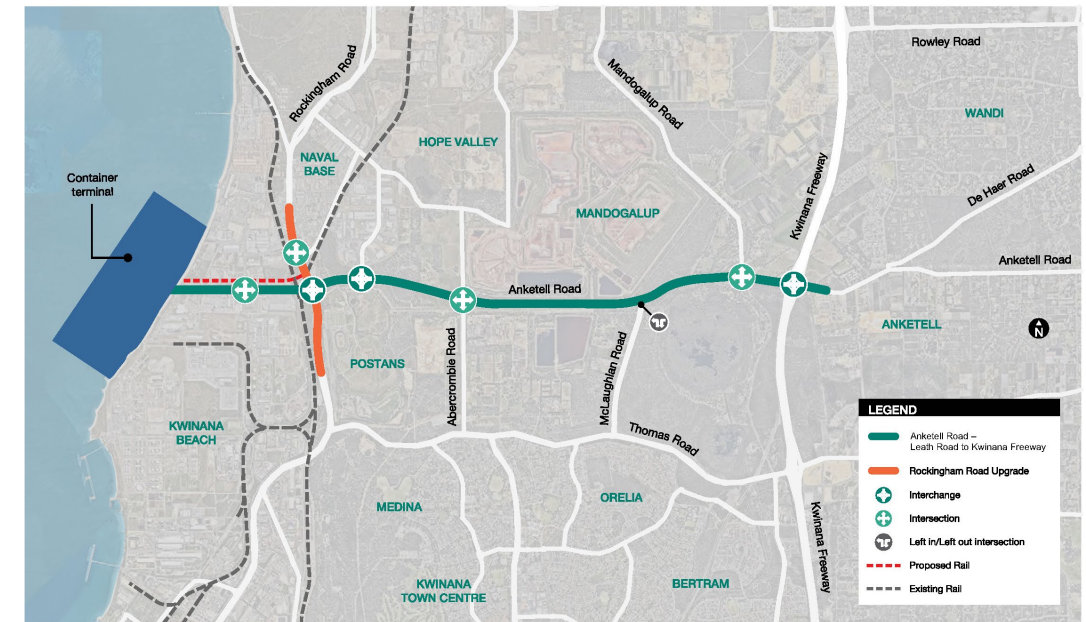 Rowley Road
Rockingham Road
Mandogalup Road
WANDI
HOPE VALLEY
NAVAL
BASE
Container
terminal
De Haer Road
Kwinana Freeway
MANDOGALUP
Anketell Road
Anketell Road
ANKETELL
N
POSTANS
Abercrombie Road
McLaughlan Road
KWINANA
BEACH
Thomas Road
LEGEND
Anketell Road –
Leath Road to Kwinana Freeway
Rockingham Road Upgrade
Interchange
Intersection
Left in/Left out intersection
Proposed Rail
Existing Rail
MEDINA
ORELIA
Kwinana Freeway
KWINANA
TOWN CENTRE
BERTRAM